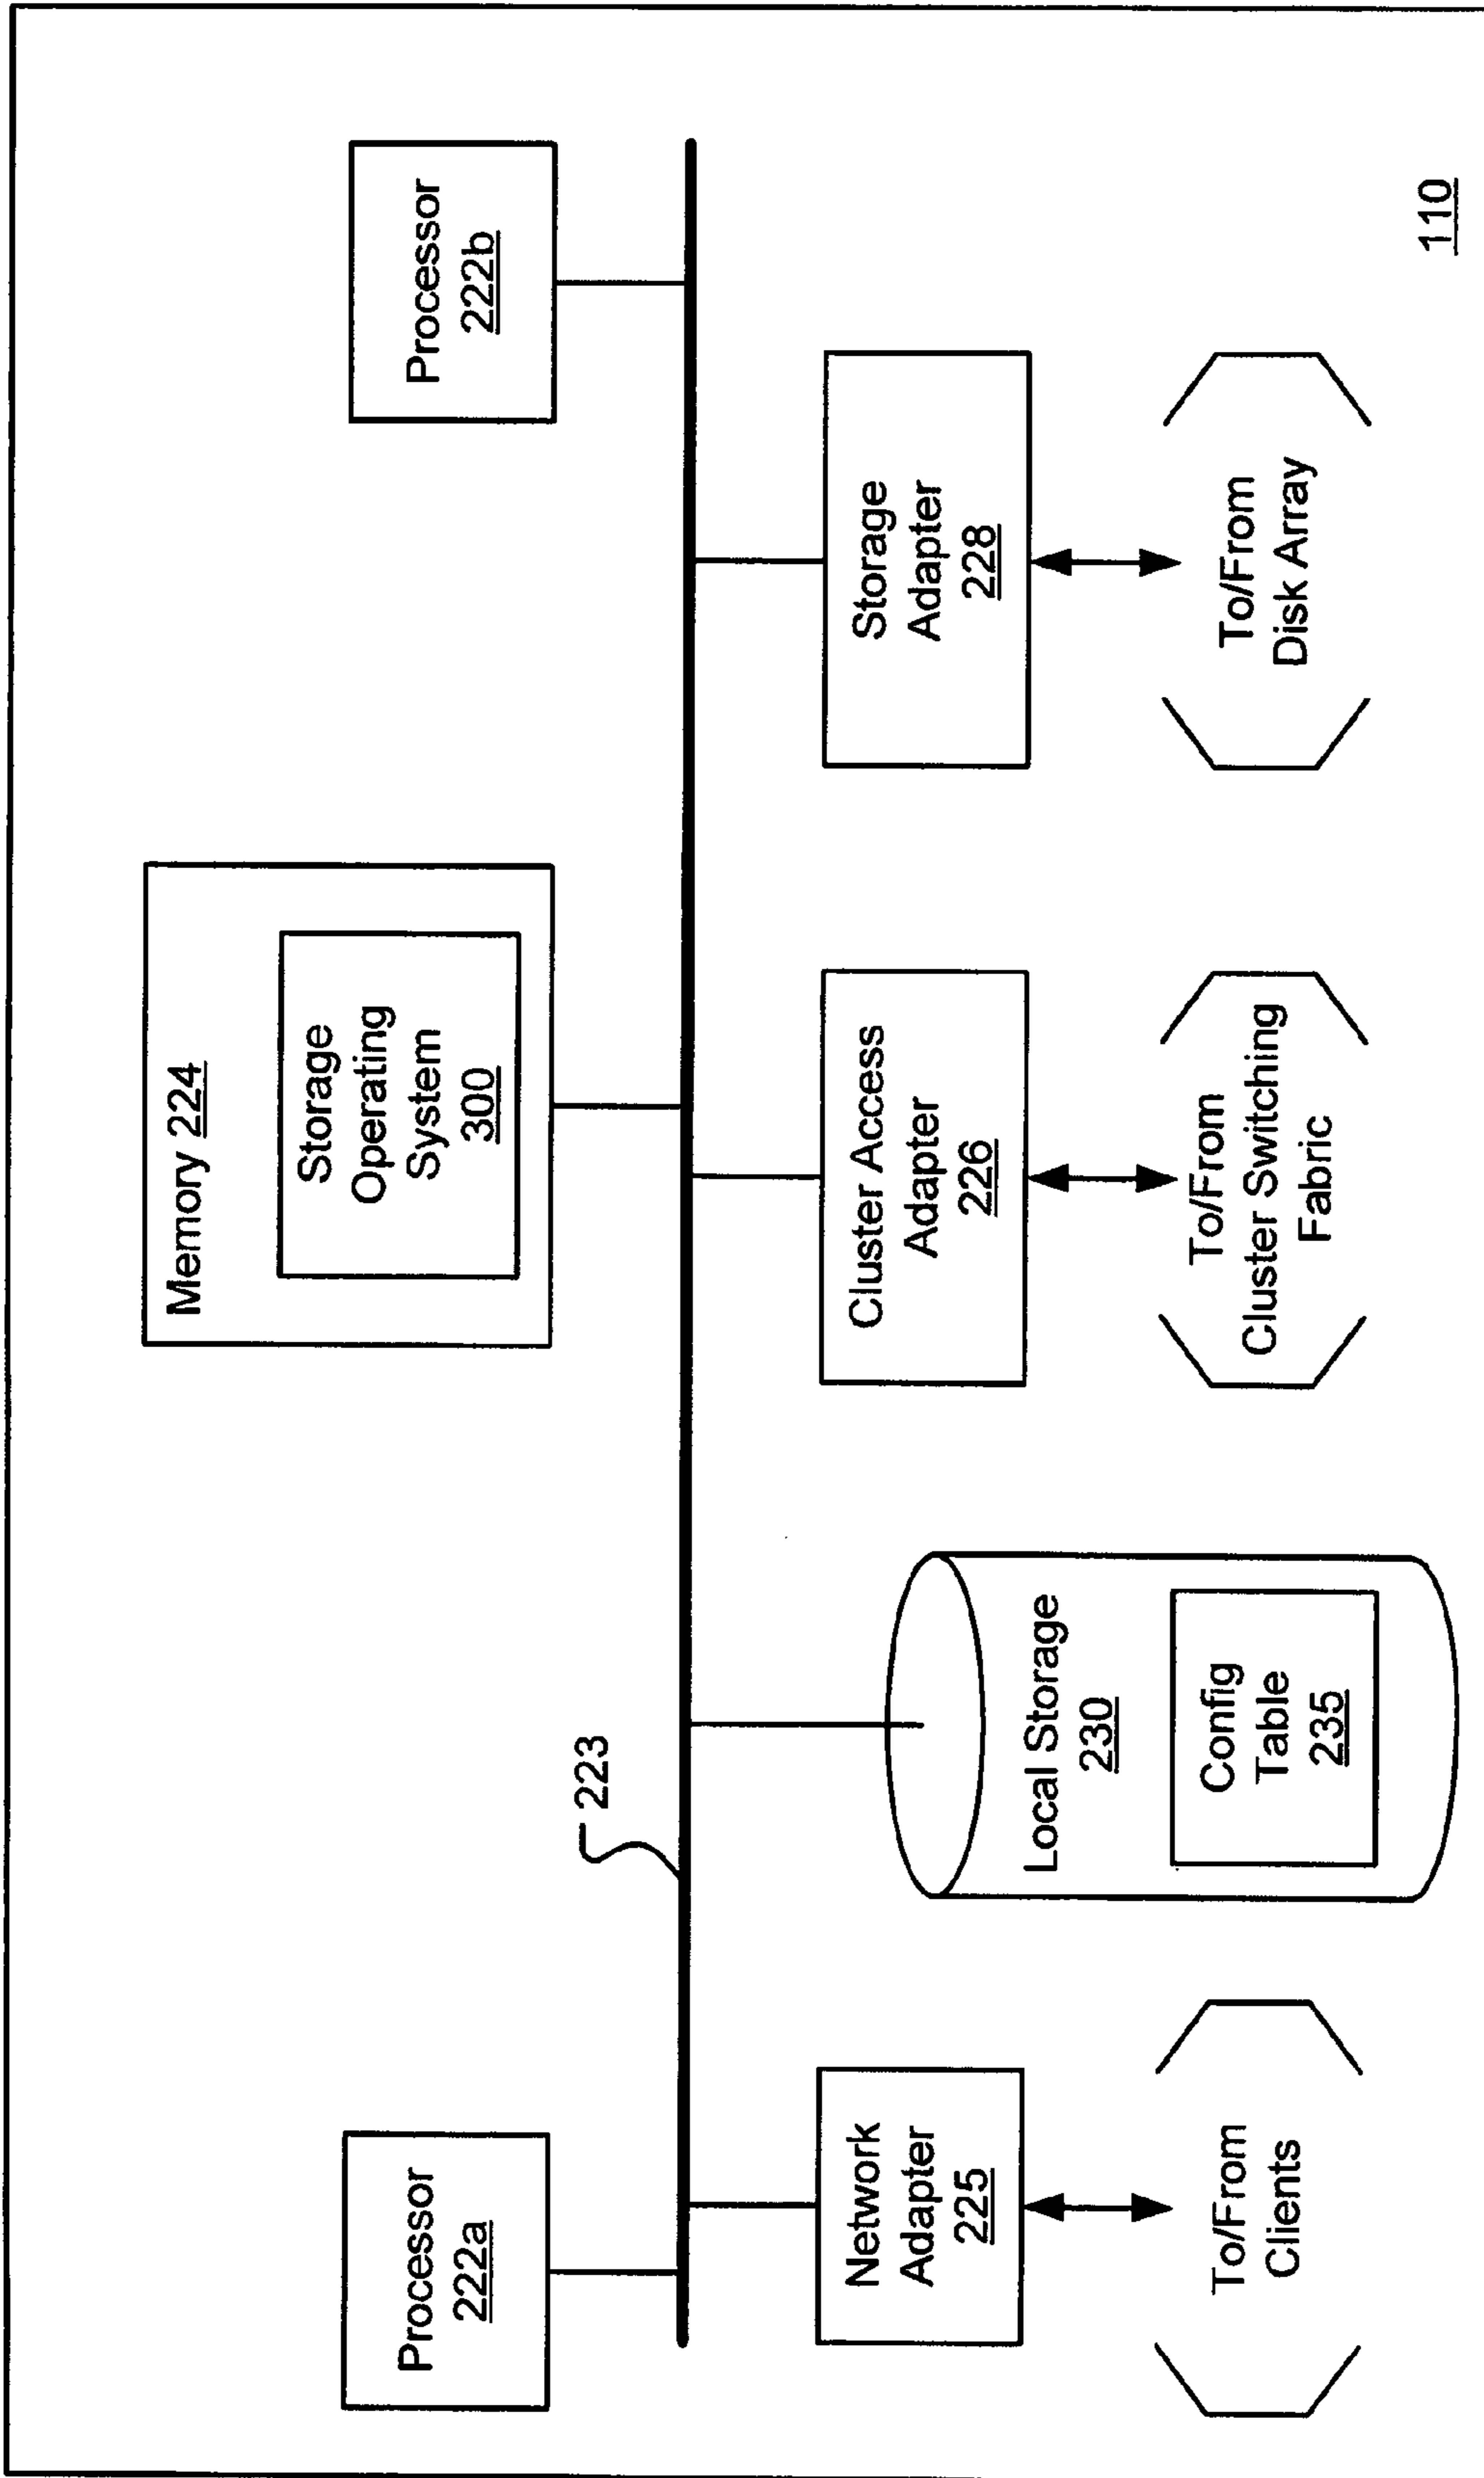 Processor
222a
Memory 224
Storage
Operating
System
300
Processor
222b
223
Network
Adapter
225
Local Storage
230
Config
Table
235
Cluster Access
Adapter
226
Storage
Adapter
228
To/From
Clients
To/From
Cluster Switching
Fabric
To/From
Disk Array
110